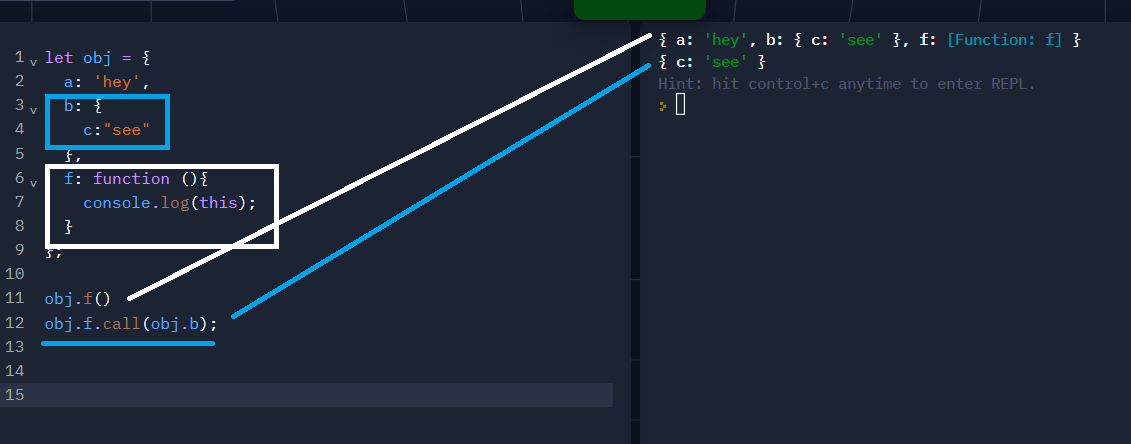 1 v let obj = {
2 a: 'hey',
3 v b: {
4 c:"see"
5 },
6 v f: function (){
7 console.log(this);
8 }
9 };
10
11 obj.f()
12 obj.f.call(obj.b);
13
14
15
{ a: 'hey', b: { c: 'see' }, f: [Function: f] }
{ c: 'see' }
Hint: hit control+c anytime to enter REPL.
>